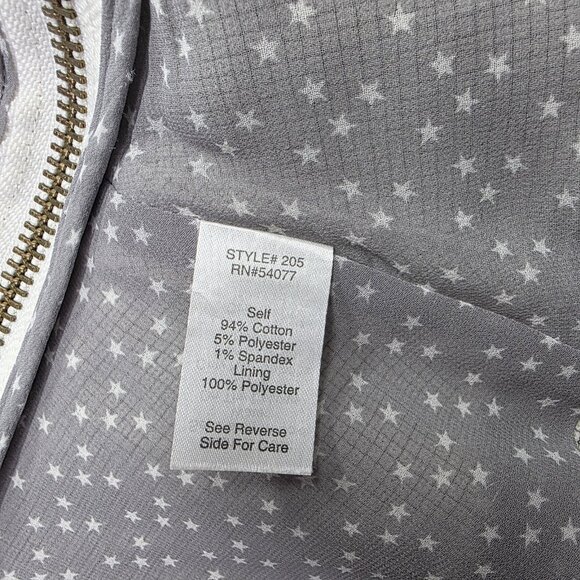 STYLE# 205
RN#54077
Self
94% Cotton
5% Polyester
1% Spandex
Lining
100% Polyester
See Reverse
Side For Care